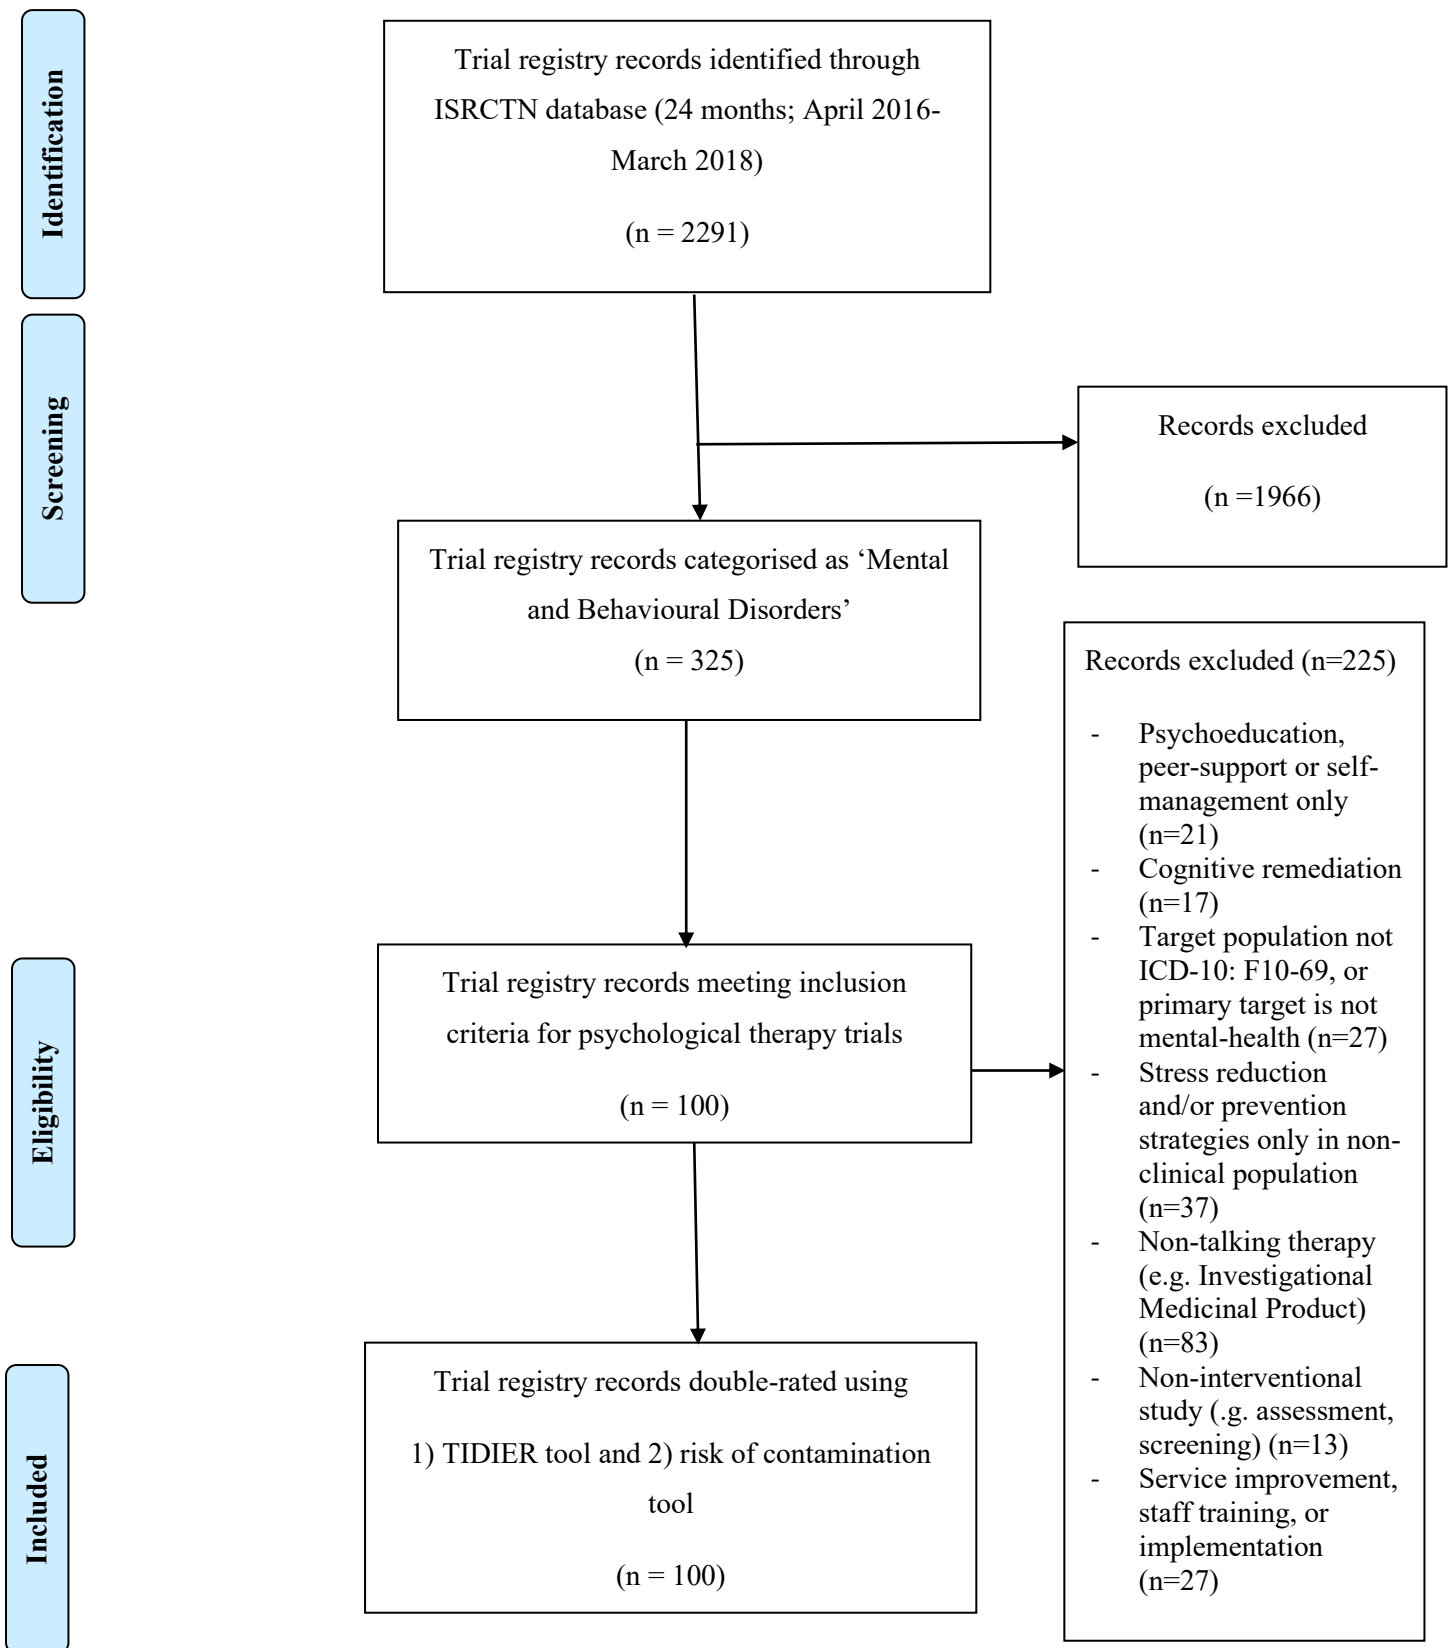 Identification
Trial registry records identified through
ISRCTN database (24 months; April 2016-
March 2018)
(n = 2291)
Screening
Records excluded
(n =1966)
Trial registry records categorised as ‘Mental
and Behavioural Disorders’
(n = 325)
Records excluded (n=225)
- Psychoeducation,
peer-support or self-
management only
(n=21)
- Cognitive remediation
(n=17)
- Target population not
ICD-10: F10-69, or
primary target is not
mental-health (n=27)
- Stress reduction
and/or prevention
strategies only in non-
clinical population
(n=37)
- Non-talking therapy
(e.g. Investigational
Medicinal Product)
(n=83)
- Non-interventional
study (.g. assessment,
screening) (n=13)
- Service improvement,
staff training, or
implementation
(n=27)
Eligibility
Trial registry records meeting inclusion
criteria for psychological therapy trials
(n = 100)
Included
Trial registry records double-rated using
1) TIDIER tool and 2) risk of contamination
tool
(n = 100)